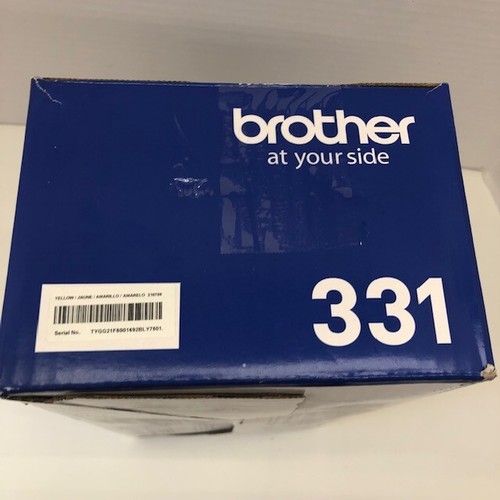 brother
at your side
YELLOW / JAUNE / AMARILLO / AMARELO
331
Serial No.